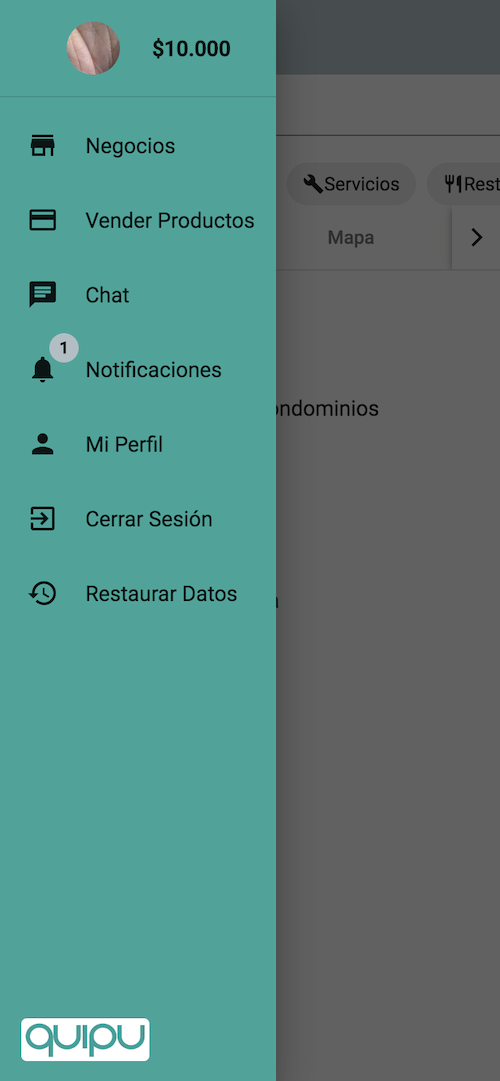 $10.000
Negocios
Servicios
Rest
Vender Productos
Mapa
Chat
1
Notificaciones
ondominios
Mi Perfil
Cerrar Sesión
Restaurar Datos
quipu